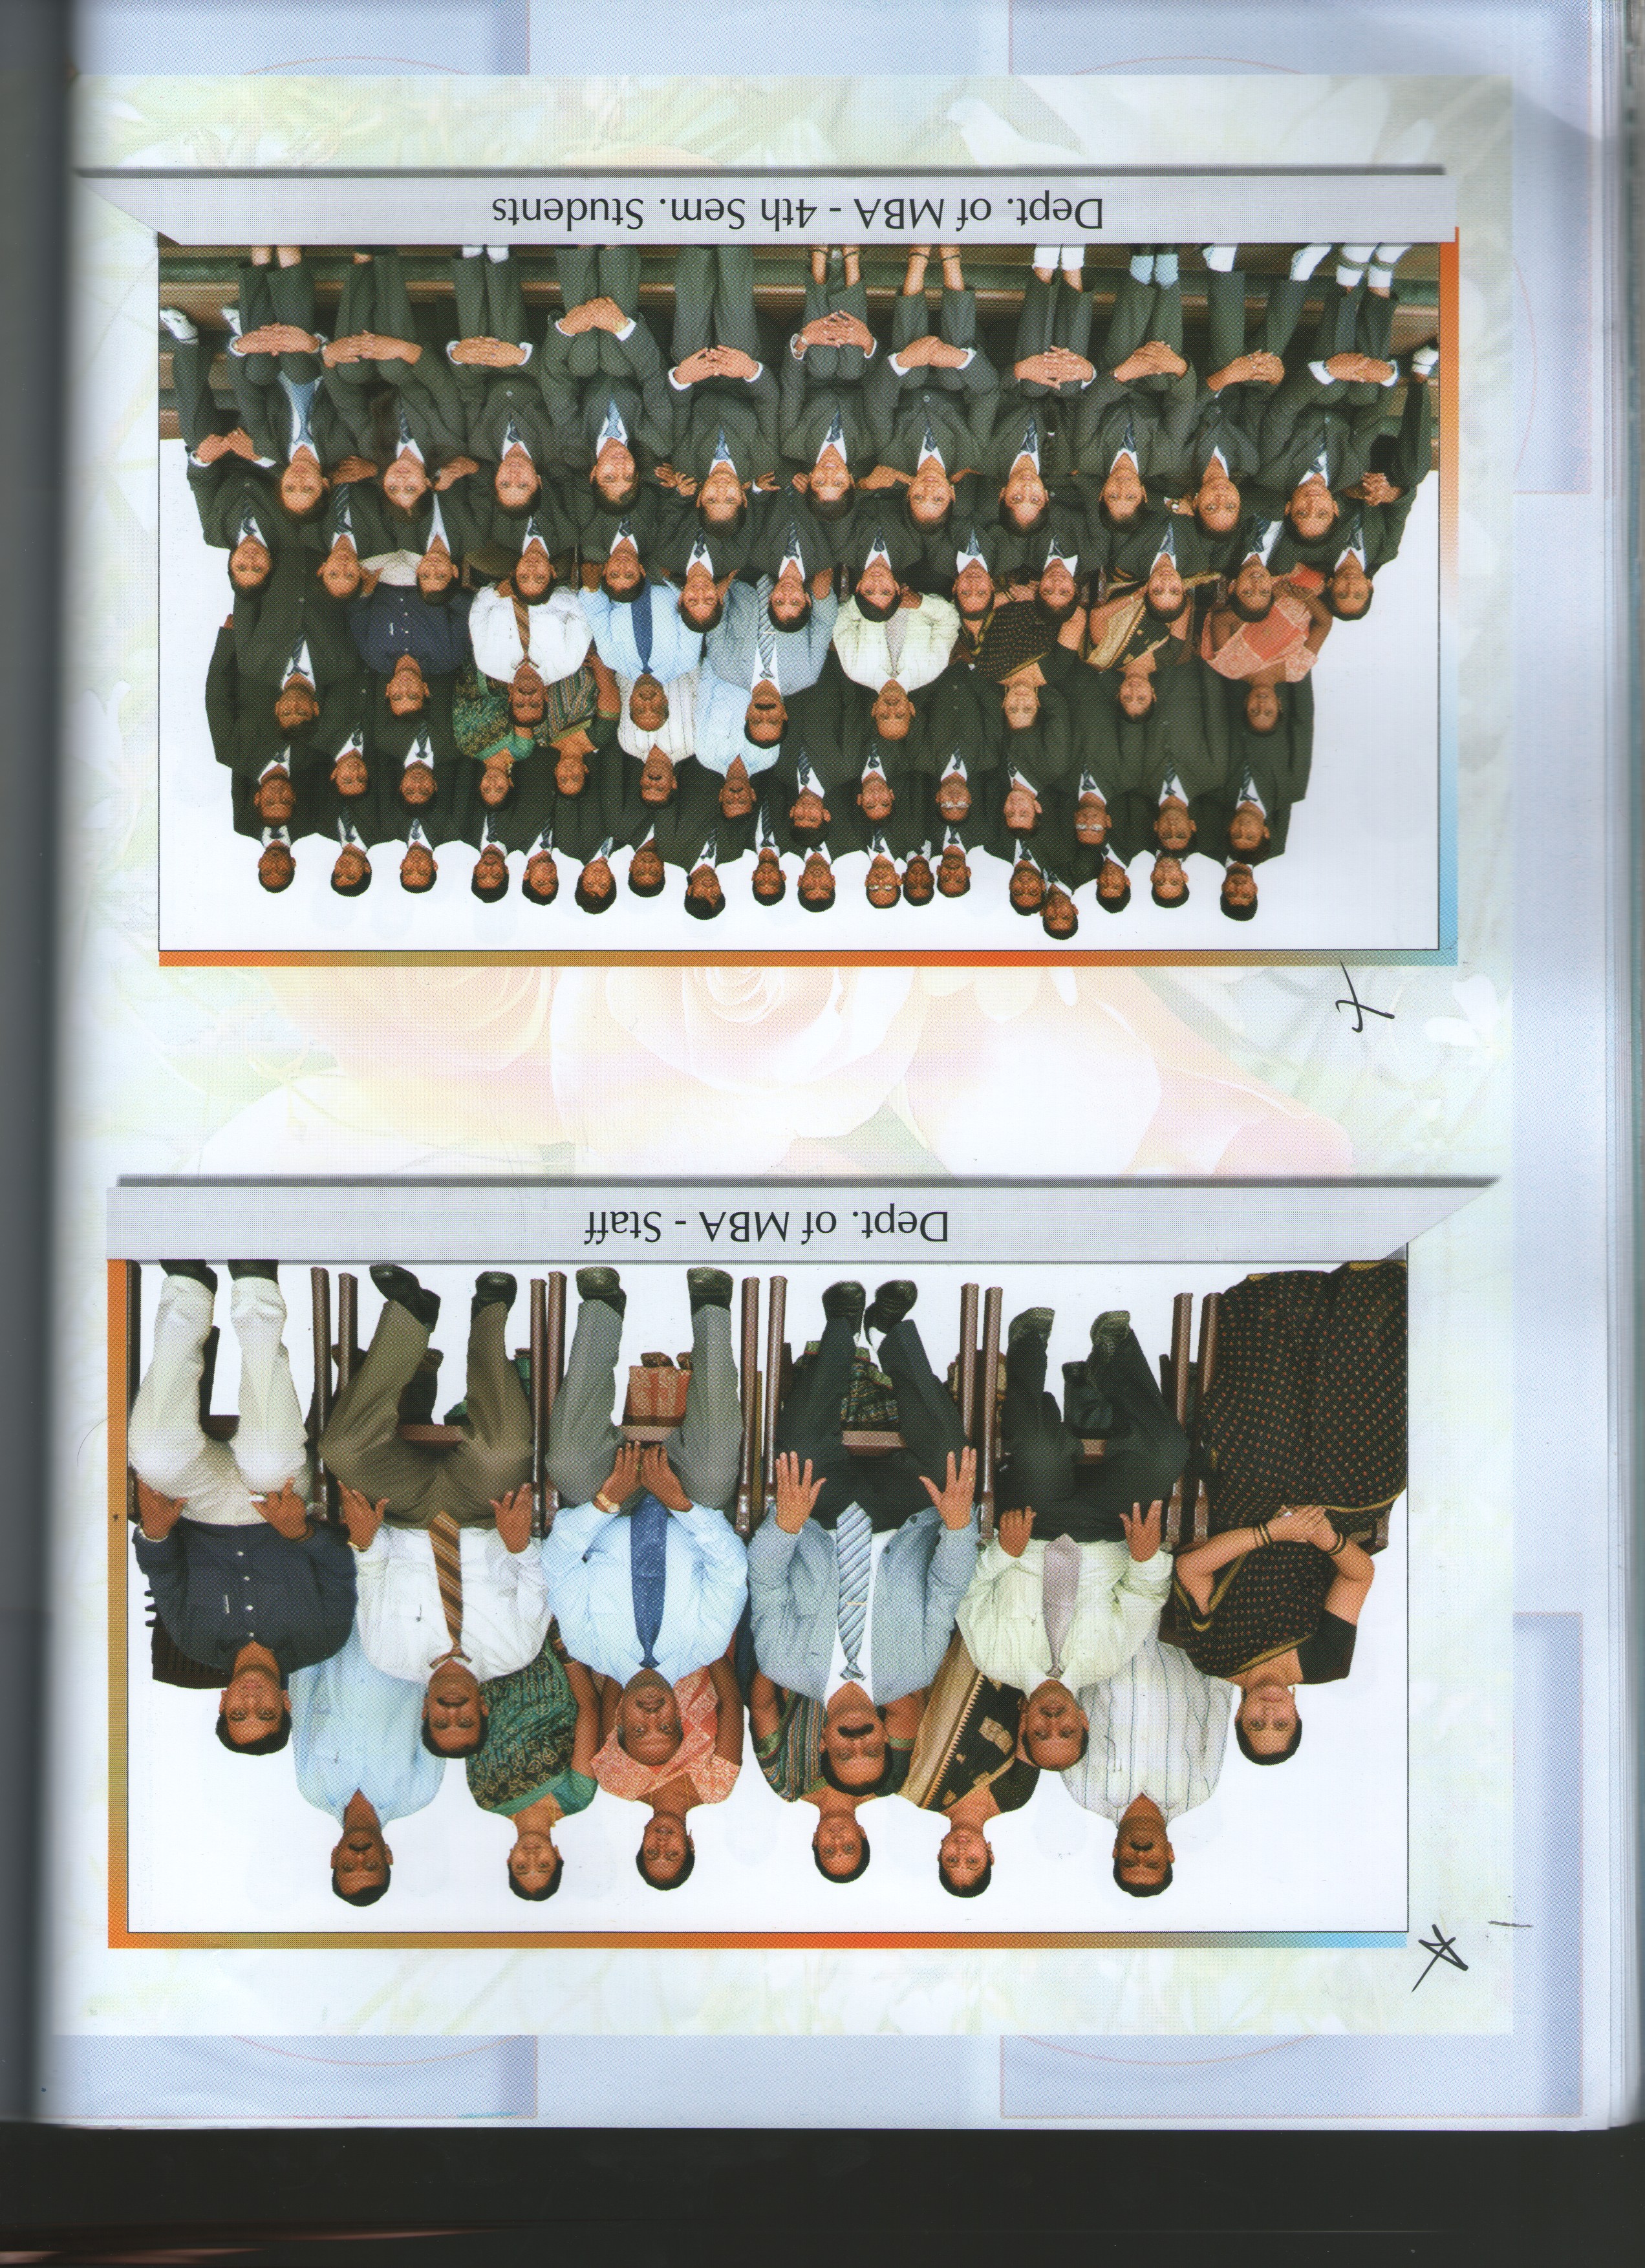 Dept. of MBA - Staff
Dept. of MBA - 4th Sem. Students